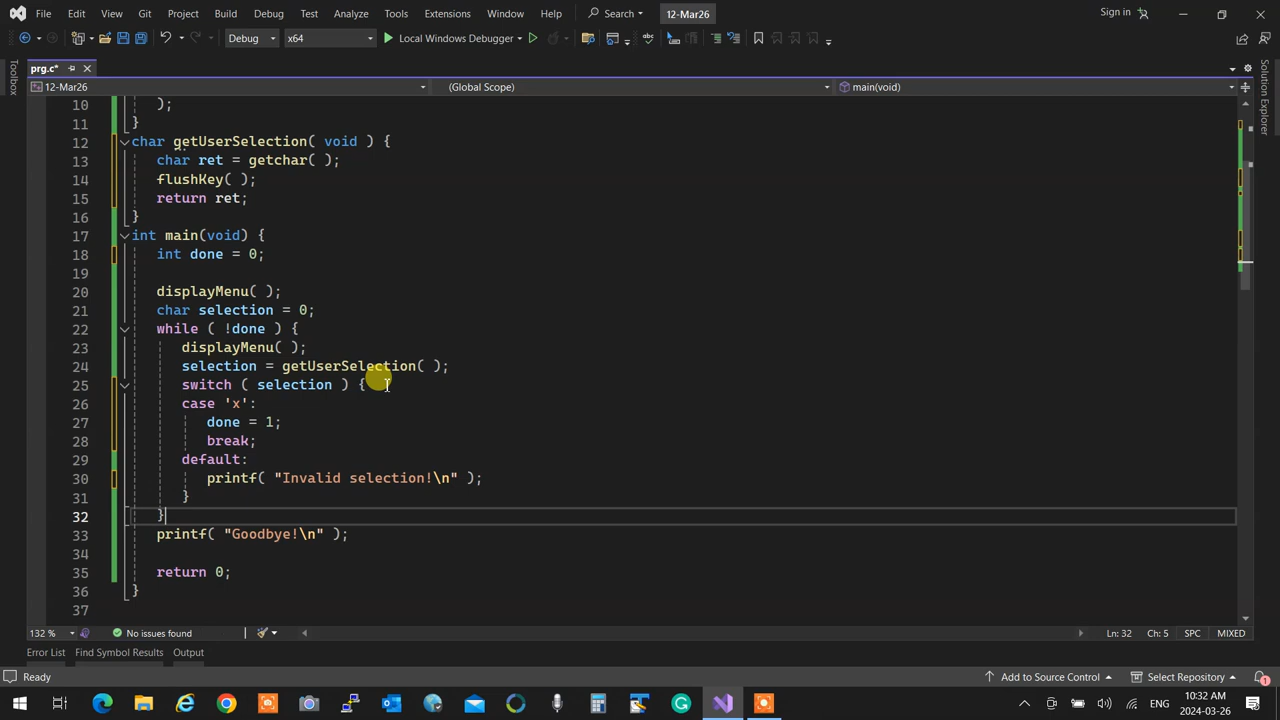 File Edit View Git Project Build Debug Test Analyze Tools Extensions Window Help Search 12-Mar26 Sign in
Debug x64 Local Windows Debugger
Toolbox
prg.c*
Solution Explorer
12-Mar26 (Global Scope) main(void)
10 );
11 }
12 char getUserSelection( void ) {
13 char ret = getchar( );
14 flushKey( );
15 return ret;
16 }
17 int main(void) {
18 int done = 0;
19
20 displayMenu( );
21 char selection = 0;
22 while ( !done ) {
23 displayMenu( );
24 selection = getUserSelection( );
25 switch ( selection ) {
26 case 'x':
27 done = 1;
28 break;
29 default:
30 printf( "Invalid selection!\n" );
31 }
32 }
33 printf( "Goodbye!\n" );
34
35 return 0;
36 }
37
132 % No issues found Ln: 32 Ch: 5 SPC MIXED
Error List Find Symbol Results Output
Ready Add to Source Control Select Repository 1
ENG 10:32 AM
2024-03-26